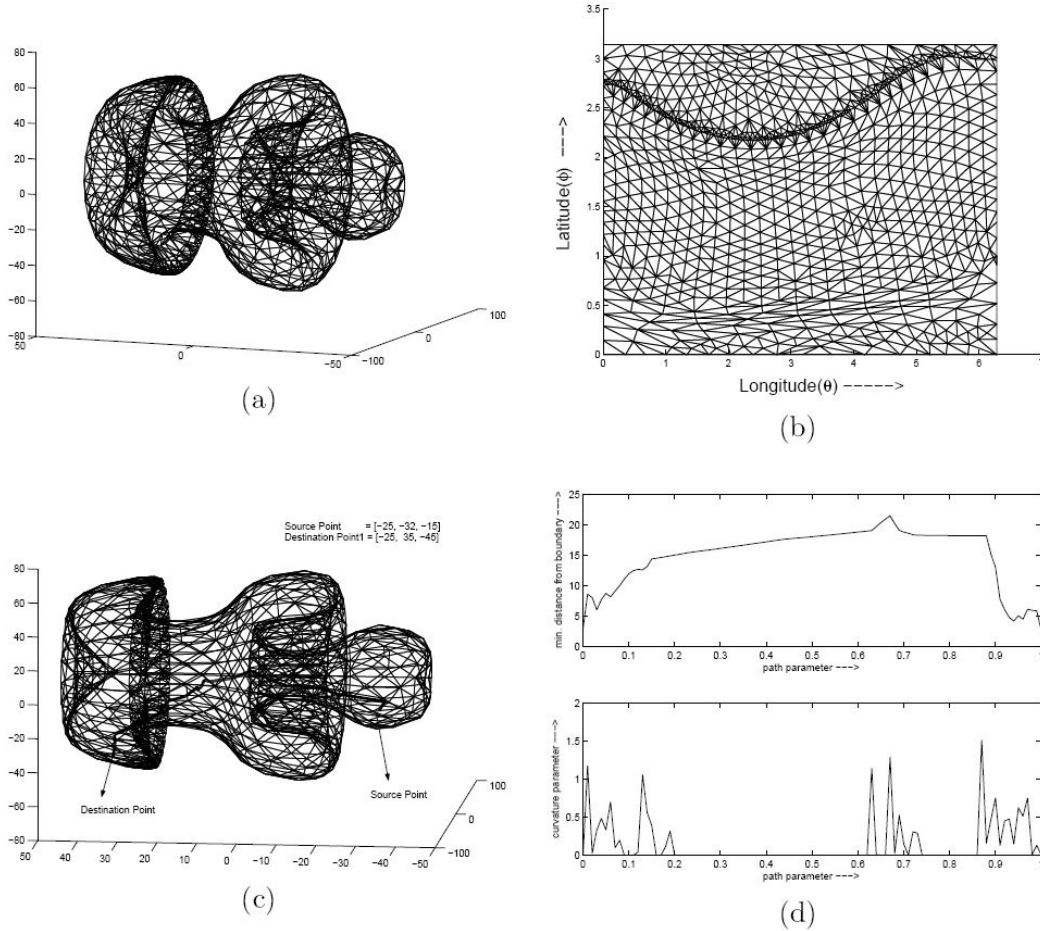 80
60
40
20
0
−20
−40
−60
−80
50
0
−50
−100
0
100
(a)
3.5
3
2.5
2
1.5
1
0.5
0
0 1 2 3 4 5 6 7
Latitude(ϕ) −−−−>
Longitude(θ) −−−−−>
(b)
Source Point = [−25, −32, −15]
Destination Point1 = [−25, 35, −45]
80
60
40
20
0
−20
−40
−60
−80
50 40 30 20 10 0 −10 −20 −30 −40 −50
−100
0
100
Destination Point
Source Point
(c)
25
20
15
10
5
0
min. distance from boundary −−−>
0 0.1 0.2 0.3 0.4 0.5 0.6 0.7 0.8 0.9 1
path parameter −−−>
2
1.5
1
0.5
0
curvature parameter −−−>
0 0.1 0.2 0.3 0.4 0.5 0.6 0.7 0.8 0.9 1
path parameter −−−>
(d)